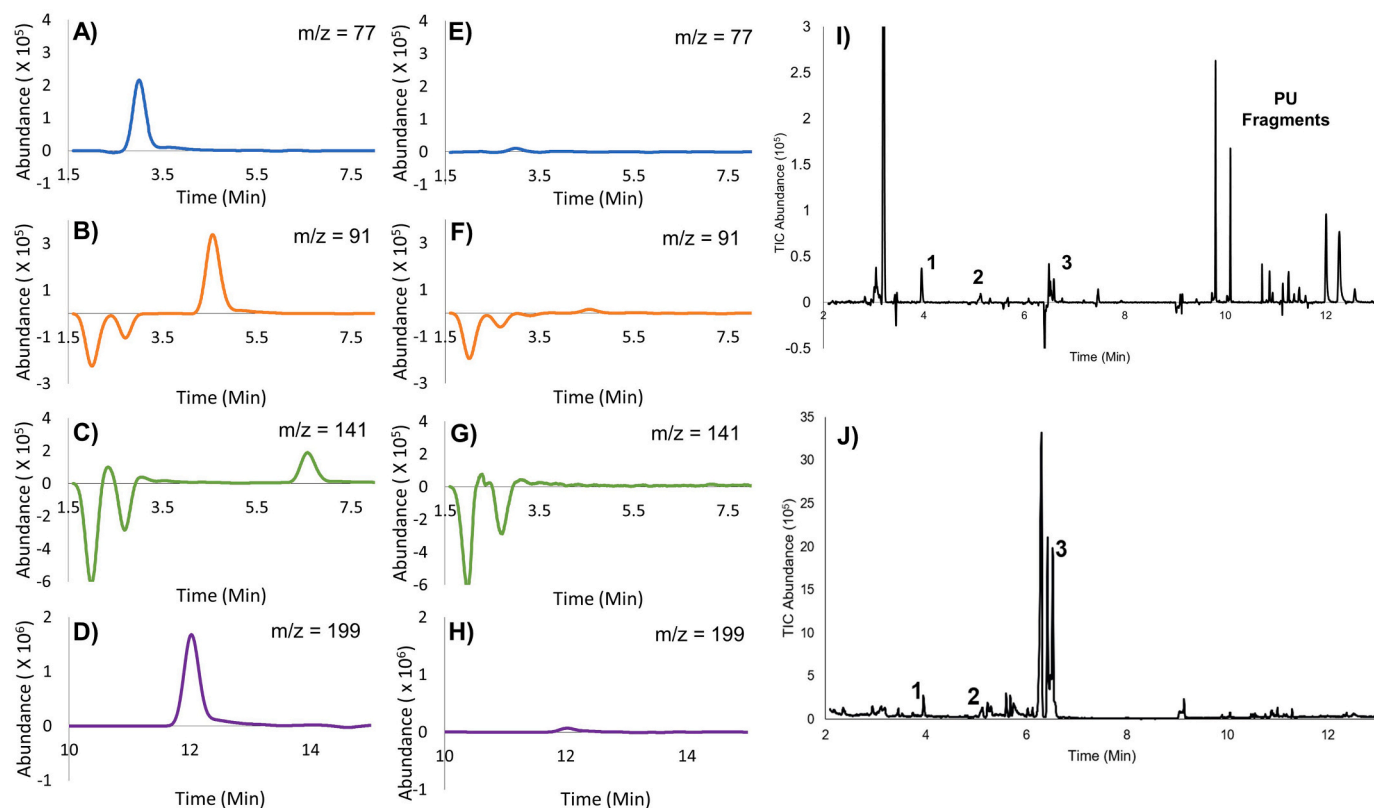 A)
m/z = 77
Abundance ( X 10⁵)
4
3
2
1
0
-1
1.5 3.5 5.5 7.5
Time (Min)
B)
m/z = 91
Abundance ( X 10⁵)
3
1
-1
-3
1.5 3.5 5.5 7.5
Time (Min)
C)
m/z = 141
Abundance ( X 10⁵)
4
2
0
-2
-4
-6
1.5 3.5 5.5 7.5
Time (Min)
D)
m/z = 199
Abundance ( X 10⁶)
2
1
0
-1
10 12 14
Time (Min)
E)
m/z = 77
Abundance ( X 10⁵)
4
3
2
1
0
-1
1.5 3.5 5.5 7.5
Time (Min)
F)
m/z = 91
Abundance ( X 10⁵)
3
1
-1
-3
1.5 3.5 5.5 7.5
Time (Min)
G)
m/z = 141
Abundance ( X 10⁵)
4
2
0
-2
-4
-6
1.5 3.5 5.5 7.5
Time (Min)
H)
m/z = 199
Abundance ( x 10⁶)
2
1
0
-1
10 12 14
Time (Min)
I)
TIC Abundance (10⁵)
3
2.5
2
1.5
1
0.5
0
-0.5
PU
Fragments
1 2 3
2 4 6 8 10 12
Time (Min)
J)
TIC Abundance (10⁵)
35
30
25
20
15
10
5
0
1 2 3
2 4 6 8 10 12
Time (Min)